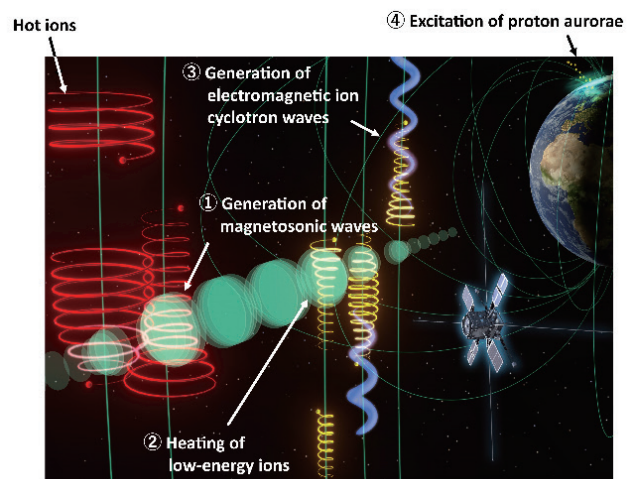 Hot ions
④ Excitation of proton aurorae
③ Generation of
electromagnetic ion
cyclotron waves
① Generation of
magnetosonic waves
② Heating of
low-energy ions